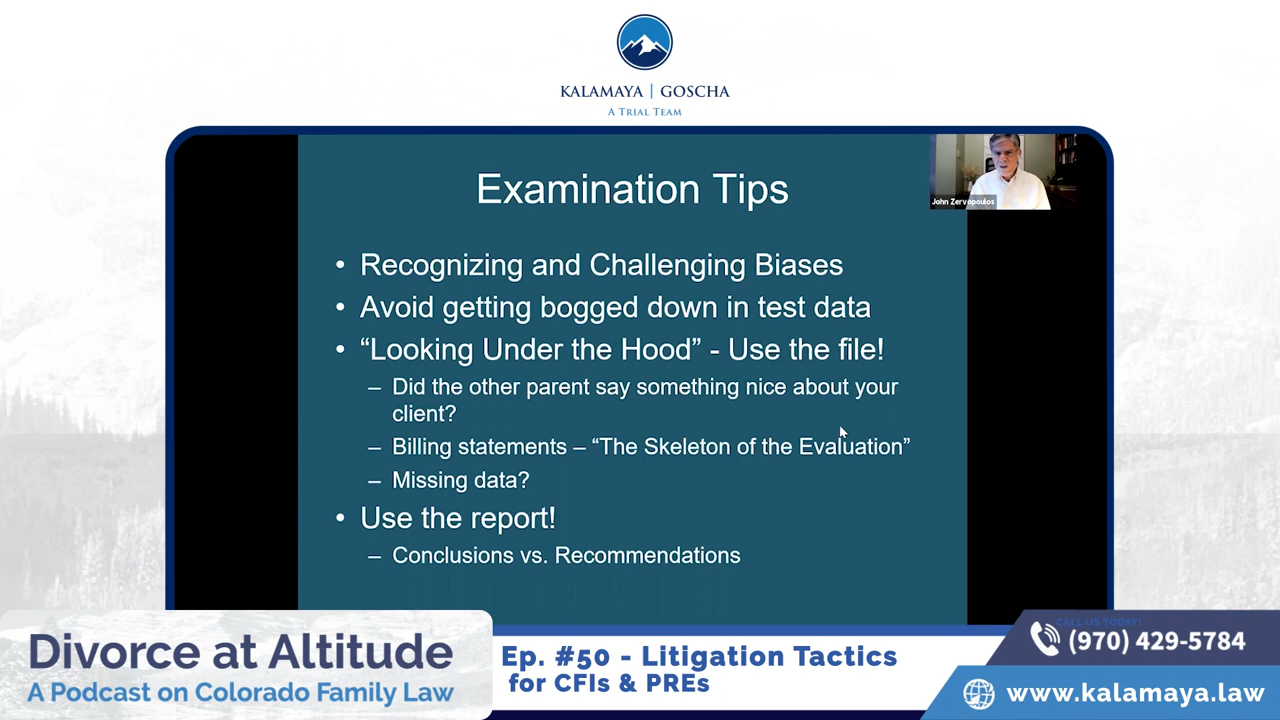 KALAMAYA | GOSCHA
A TRIAL TEAM
Examination Tips
John Zervopoulos
• Recognizing and Challenging Biases
• Avoid getting bogged down in test data
• “Looking Under the Hood” - Use the file!
– Did the other parent say something nice about your
client?
– Billing statements – “The Skeleton of the Evaluation”
– Missing data?
• Use the report!
– Conclusions vs. Recommendations
Divorce at Altitude
A Podcast on Colorado Family Law
Ep. #50 - Litigation Tactics
for CFIs & PREs
CALL US TODAY!
(970) 429-5784
www.kalamaya.law